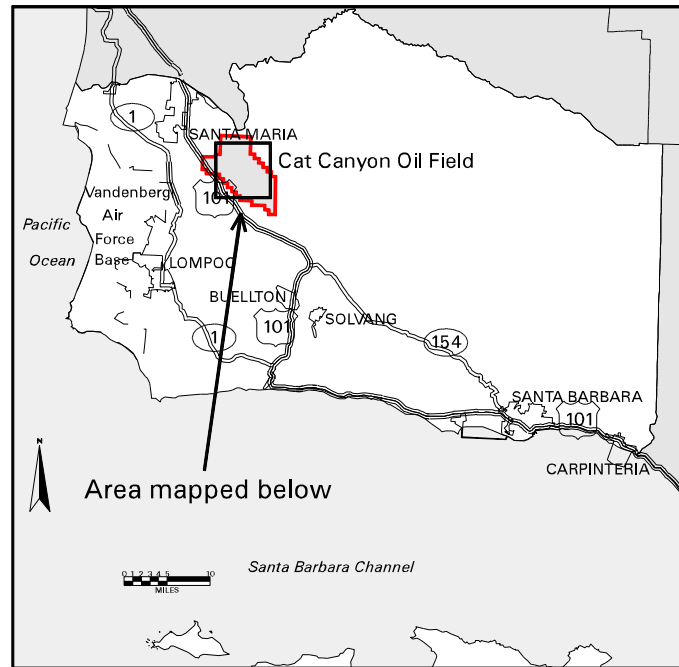 1
SANTA MARIA
Cat Canyon Oil Field
101
Vandenberg
Air
Force
Base
Pacific
Ocean
LOMPOC
BUELLTON
101
SOLVANG
1
154
SANTA BARBARA
101
CARPINTERIA
N
Area mapped below
Santa Barbara Channel
0 1 2 3 4 5 10
MILES